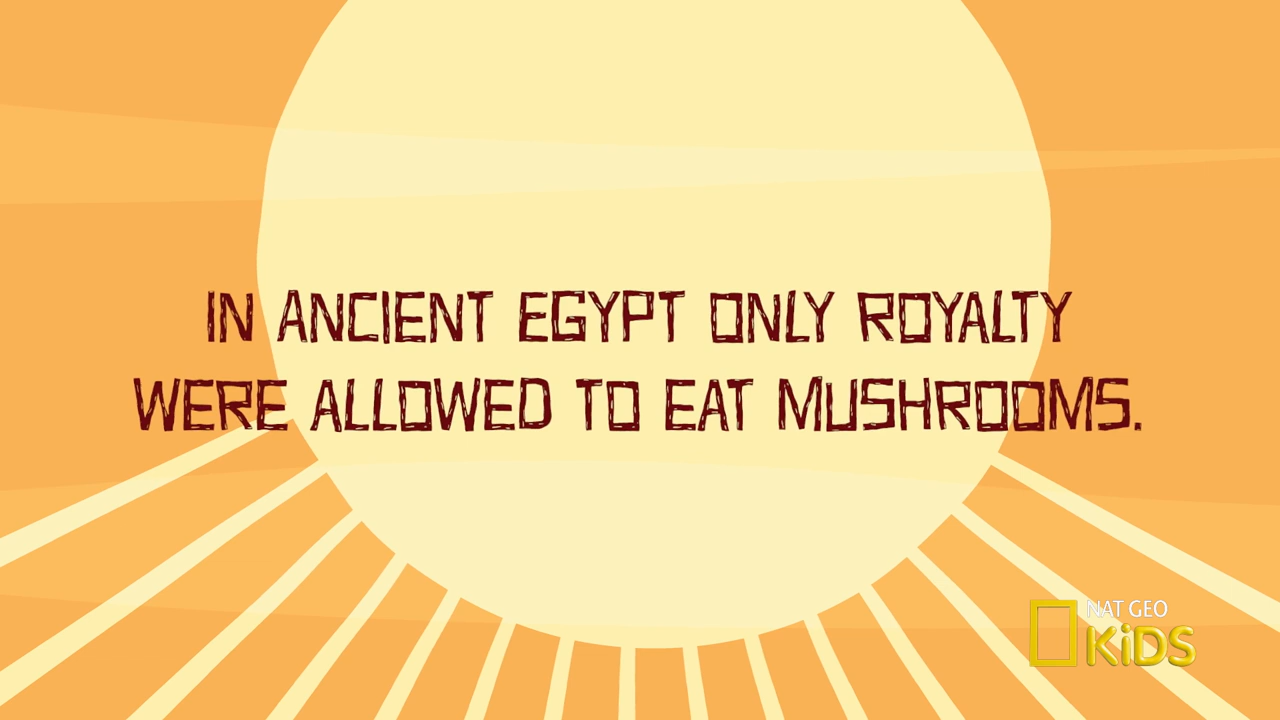 IN ANCIENT EGYPT ONLY ROYALTY
WERE ALLOWED TO EAT MUSHROOMS.
NAT GEO
KiDS